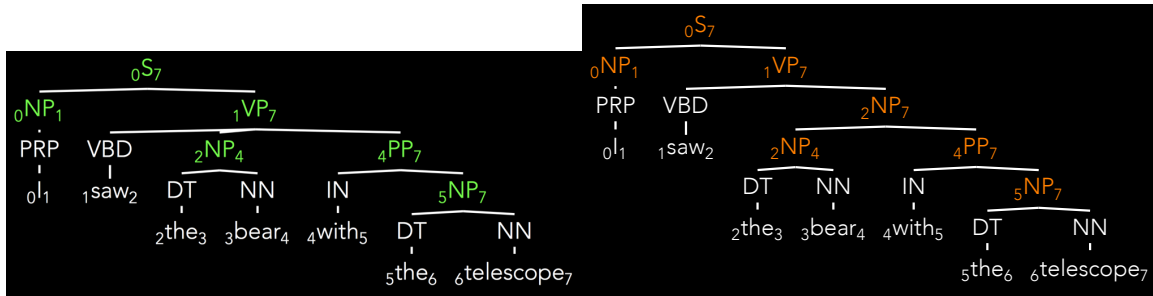 0S7
0NP1 1VP7
PRP VBD 2NP4 4PP7
0I1 1saw2 DT NN IN 5NP7
2the3 3bear4 4with5 DT NN
5the6 6telescope7
0S7
0NP1 1VP7
PRP VBD 2NP7
0I1 1saw2 2NP4 4PP7
DT NN IN 5NP7
2the3 3bear4 4with5 DT NN
5the6 6telescope7